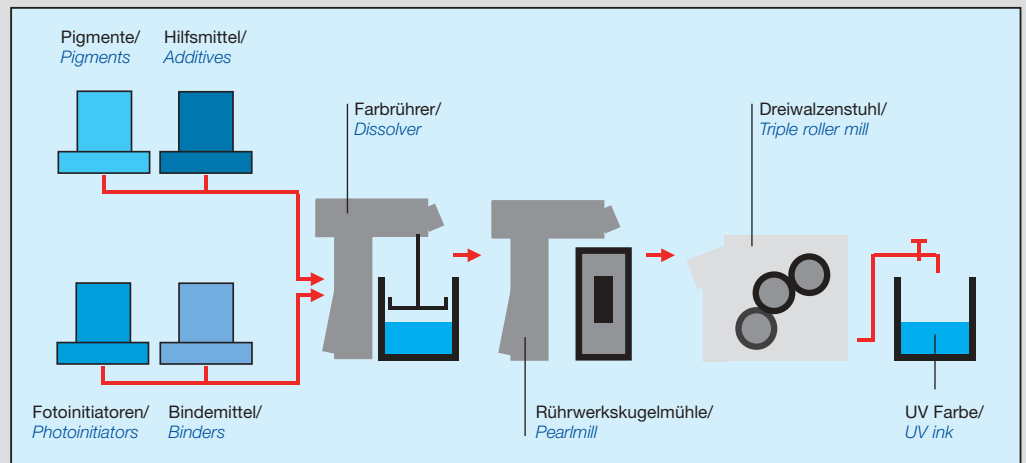 Pigmente/
Pigments
Hilfsmittel/
Additives
Farbrührer/
Dissolver
Dreiwalzenstuhl/
Triple roller mill
Fotoinitiatoren/
Photoinitiators
Bindemittel/
Binders
Rührwerkskugelmühle/
Pearlmill
UV Farbe/
UV ink